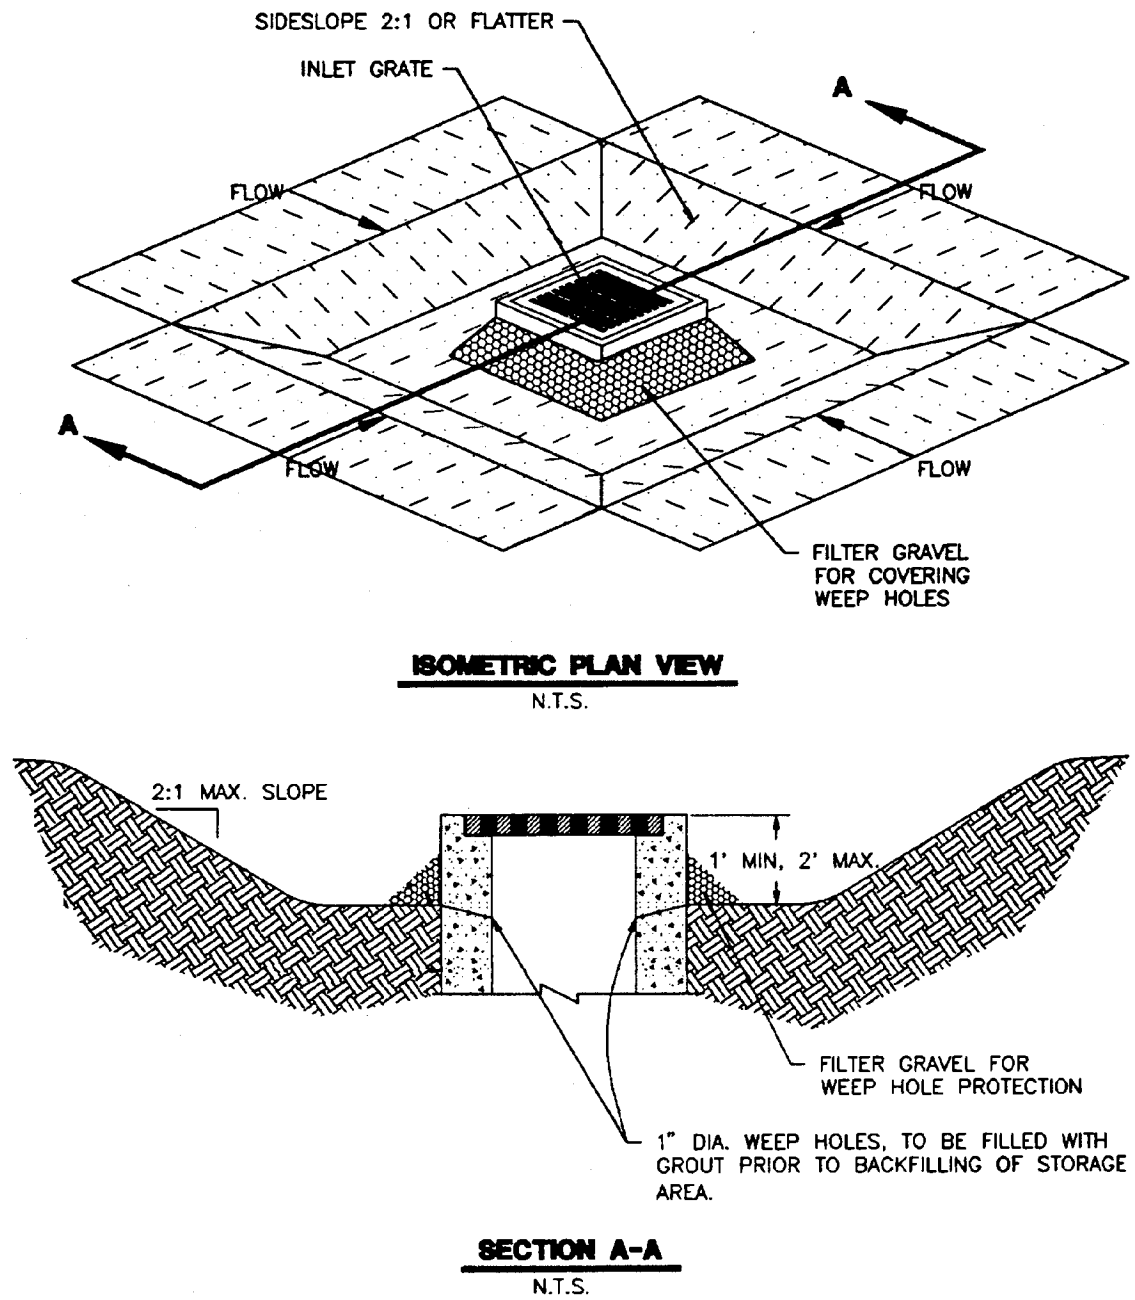 SIDESLOPE 2:1 OR FLATTER
INLET GRATE
A
FLOW
FLOW
A
FLOW
FLOW
FILTER GRAVEL
FOR COVERING
WEEP HOLES
ISOMETRIC PLAN VIEW
N.T.S.
2:1 MAX. SLOPE
1' MIN, 2' MAX.
FILTER GRAVEL FOR
WEEP HOLE PROTECTION
1" DIA. WEEP HOLES, TO BE FILLED WITH
GROUT PRIOR TO BACKFILLING OF STORAGE
AREA.
SECTION A-A
N.T.S.